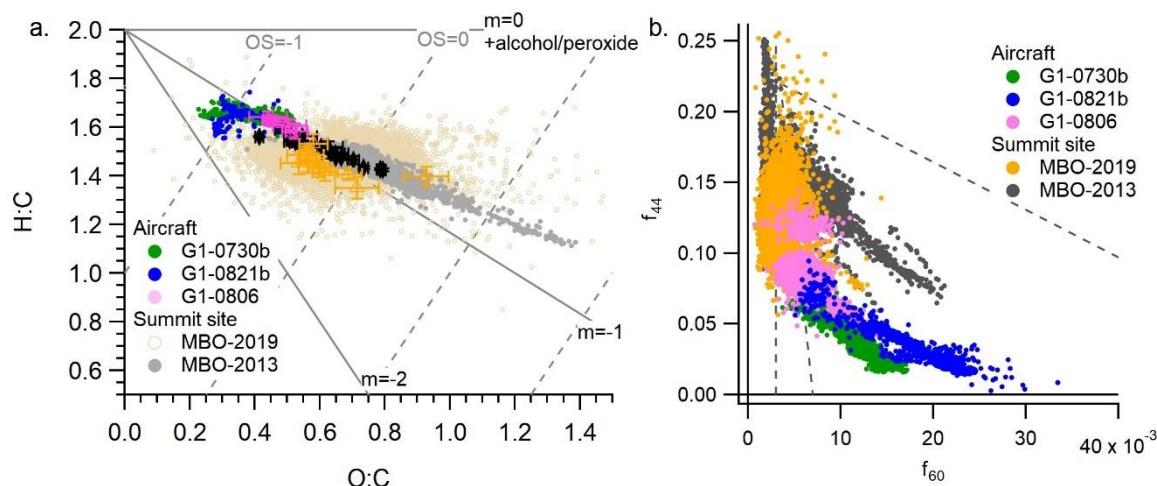 a.
2.0
1.8
1.6
1.4
1.2
1.0
0.8
0.6
H:C
0.0 0.2 0.4 0.6 0.8 1.0 1.2 1.4
O:C
OS=-1
OS=0
m=0
+alcohol/peroxide
m=-1
m=-2
Aircraft
G1-0730b
G1-0821b
G1-0806
Summit site
MBO-2019
MBO-2013
b.
0.25
0.20
0.15
0.10
0.05
0.00
f44
0 10 20 30 40 x 10⁻³
f60
Aircraft
G1-0730b
G1-0821b
G1-0806
Summit site
MBO-2019
MBO-2013